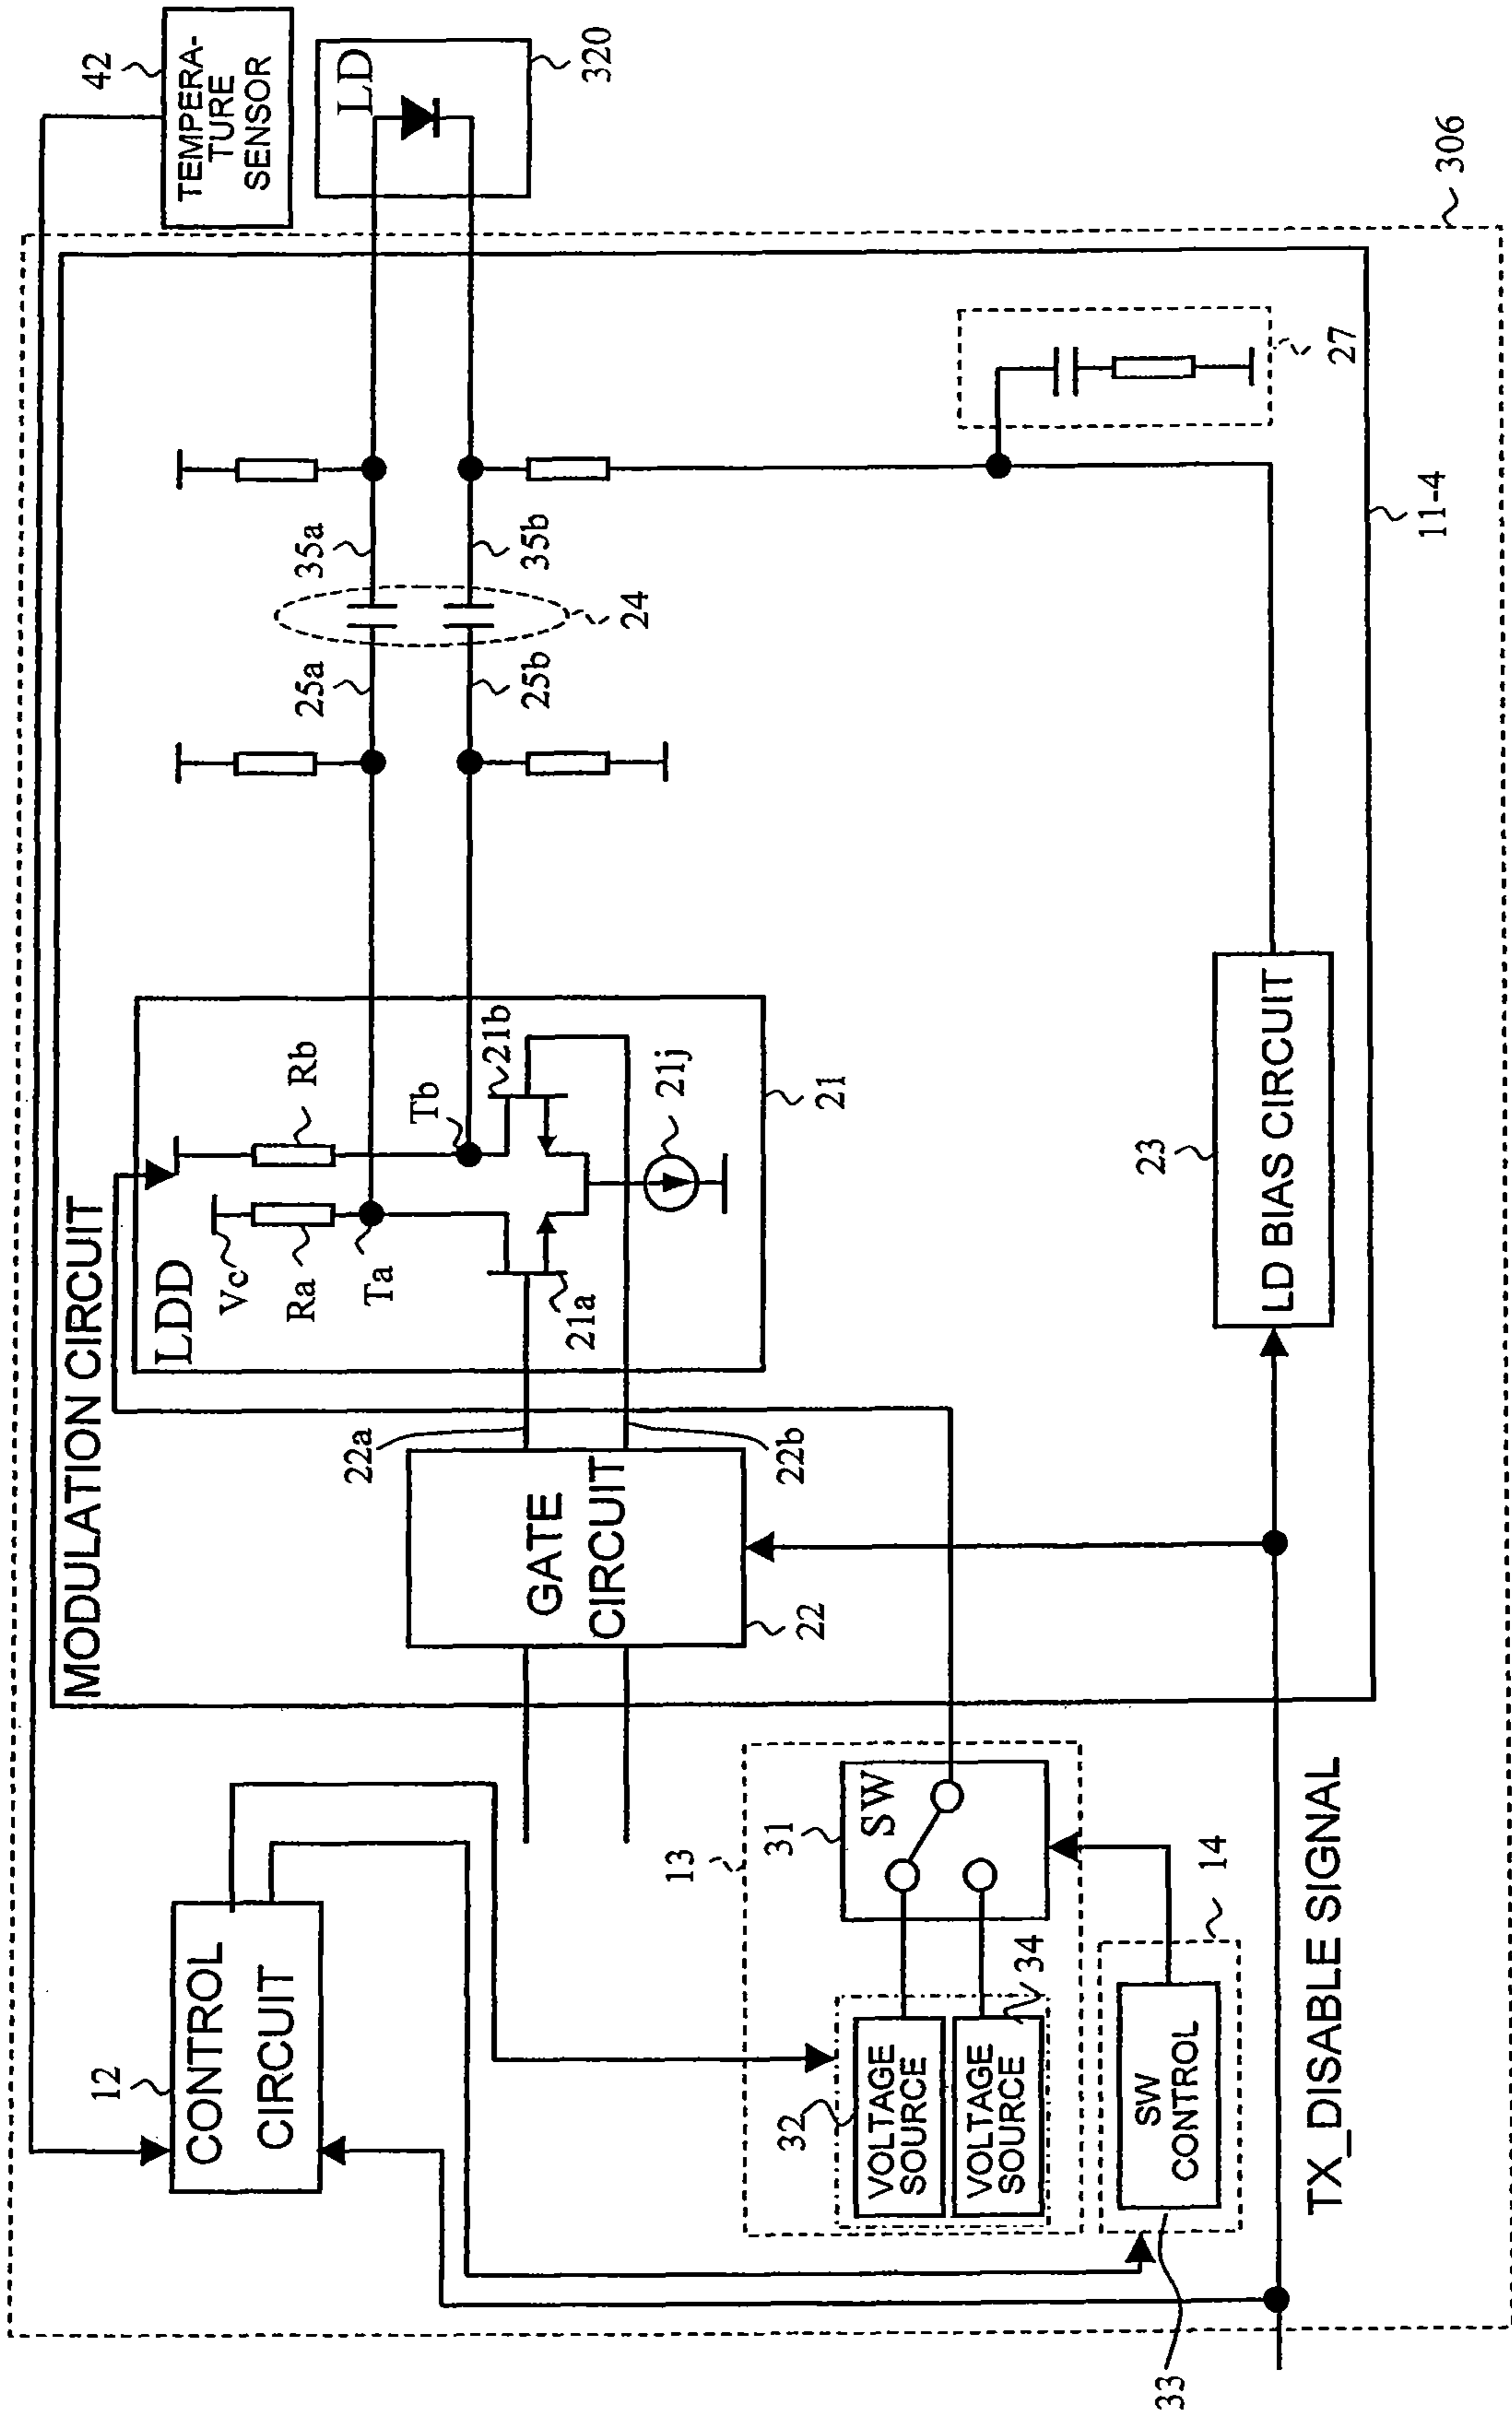 42
TEMPERA-
TURE
SENSOR
LD
320
306
MODULATION CIRCUIT
11-4
27
35a
35b
24
25a
25b
LDD
Vc
Ra
Rb
Ta
Tb
21a
21b
21j
21
23
LD BIAS CIRCUIT
22a
22b
GATE
CIRCUIT
22
12
CONTROL
CIRCUIT
13
31
SW
32
VOLTAGE
SOURCE
VOLTAGE
SOURCE
34
14
SW
CONTROL
33
TX_DISABLE SIGNAL